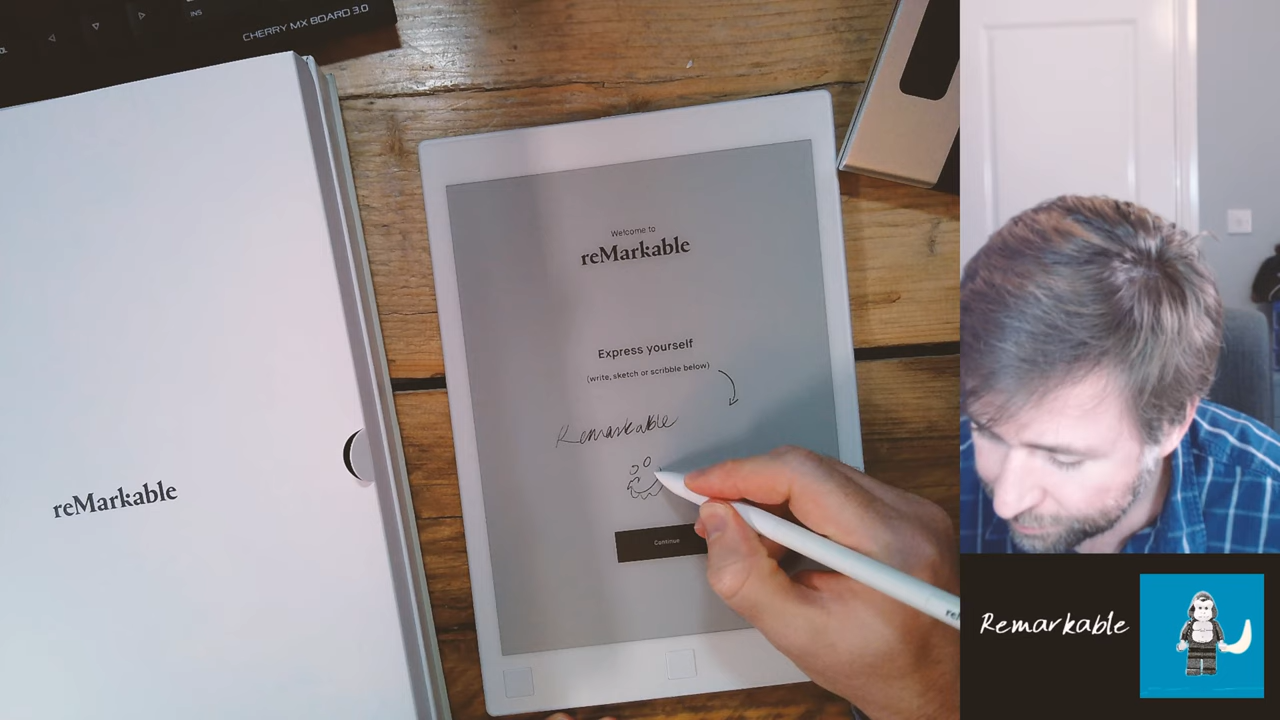 INS
CHERRY MX BOARD 3.0
reMarkable
Welcome to
reMarkable
Express yourself
(write, sketch or scribble below)
Remarkable
Continue
Remarkable